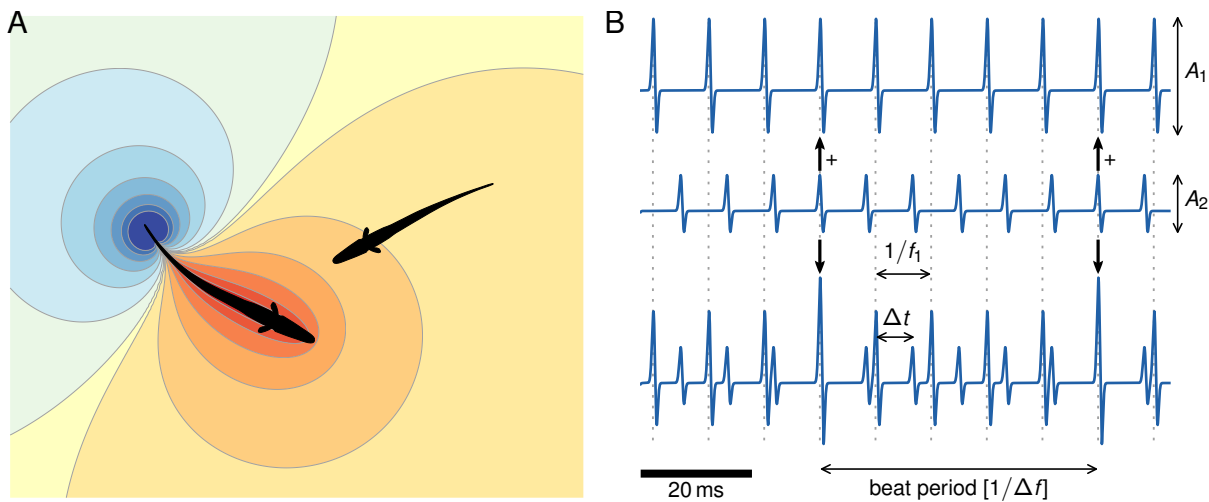 A
B
A₁
+
+
A₂
1/f₁
Δt
20 ms
beat period [1/Δf]